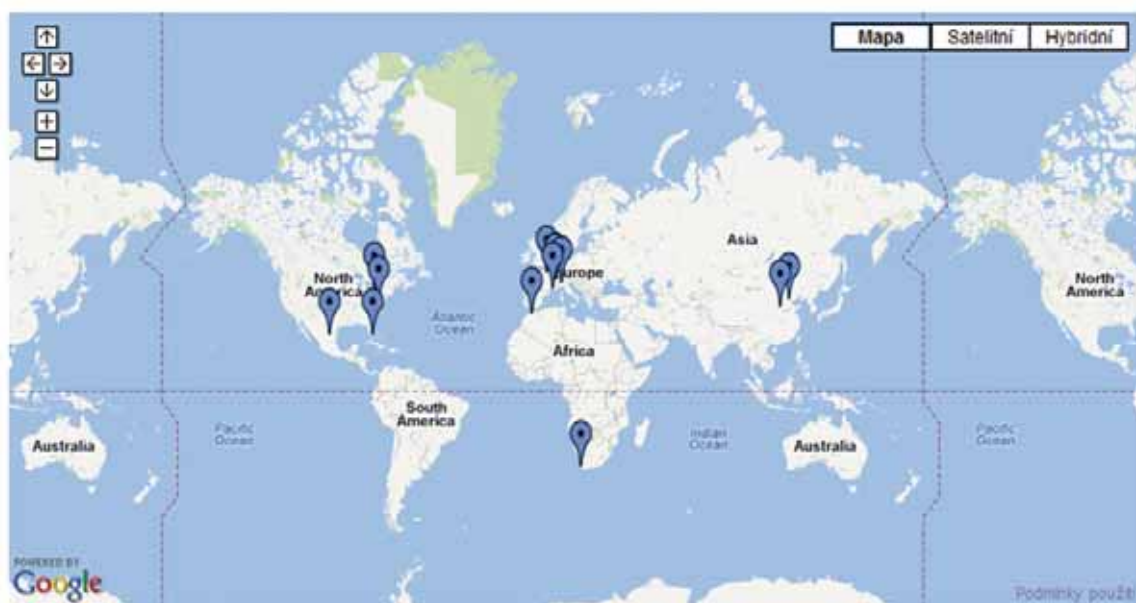 Mapa
Satelitní
Hybridní
North
America
Atlantic
Ocean
Europe
Asia
North
America
Africa
South
America
Pacific
Ocean
Australia
Indian
Ocean
Australia
Pacific
Ocean
POWERED BY
Google
Podmínky použití